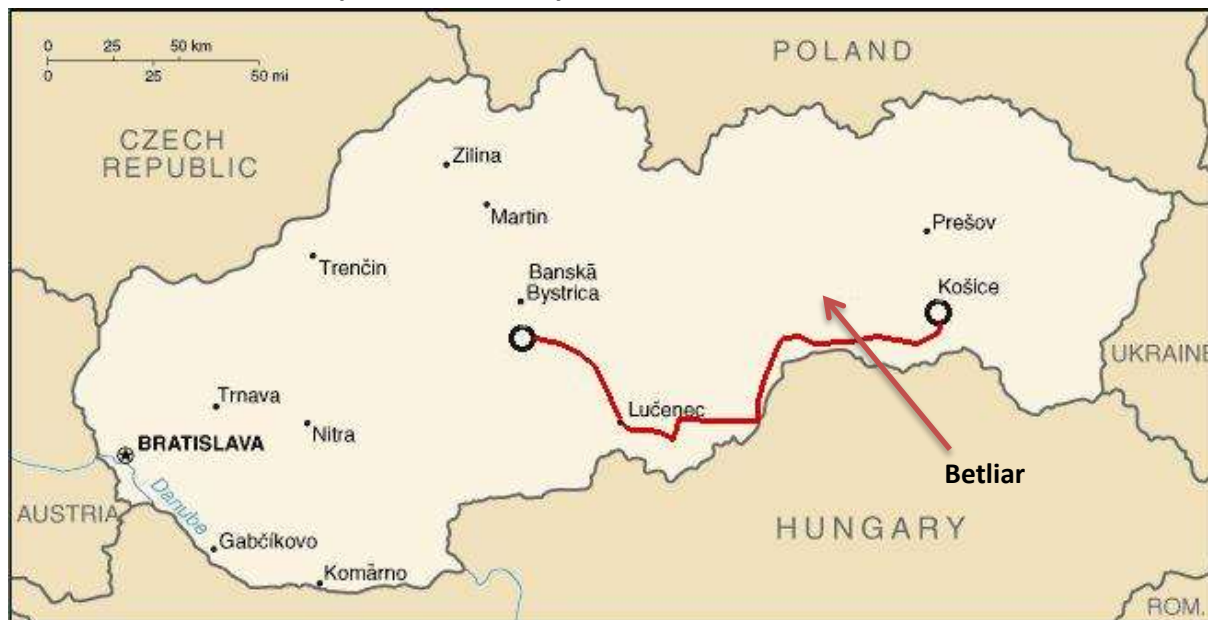 0 25 50 km
0 25 50 mi
POLAND
CZECH
REPUBLIC
Zilina
Martin
Prešov
Trenčin
Banskā
Bystrica
Košice
UKRAINE
Trnava
Lučenec
Nitra
BRATISLAVA
Betliar
Danube
AUSTRIA
HUNGARY
Gabčíkovo
Komārno
ROM.